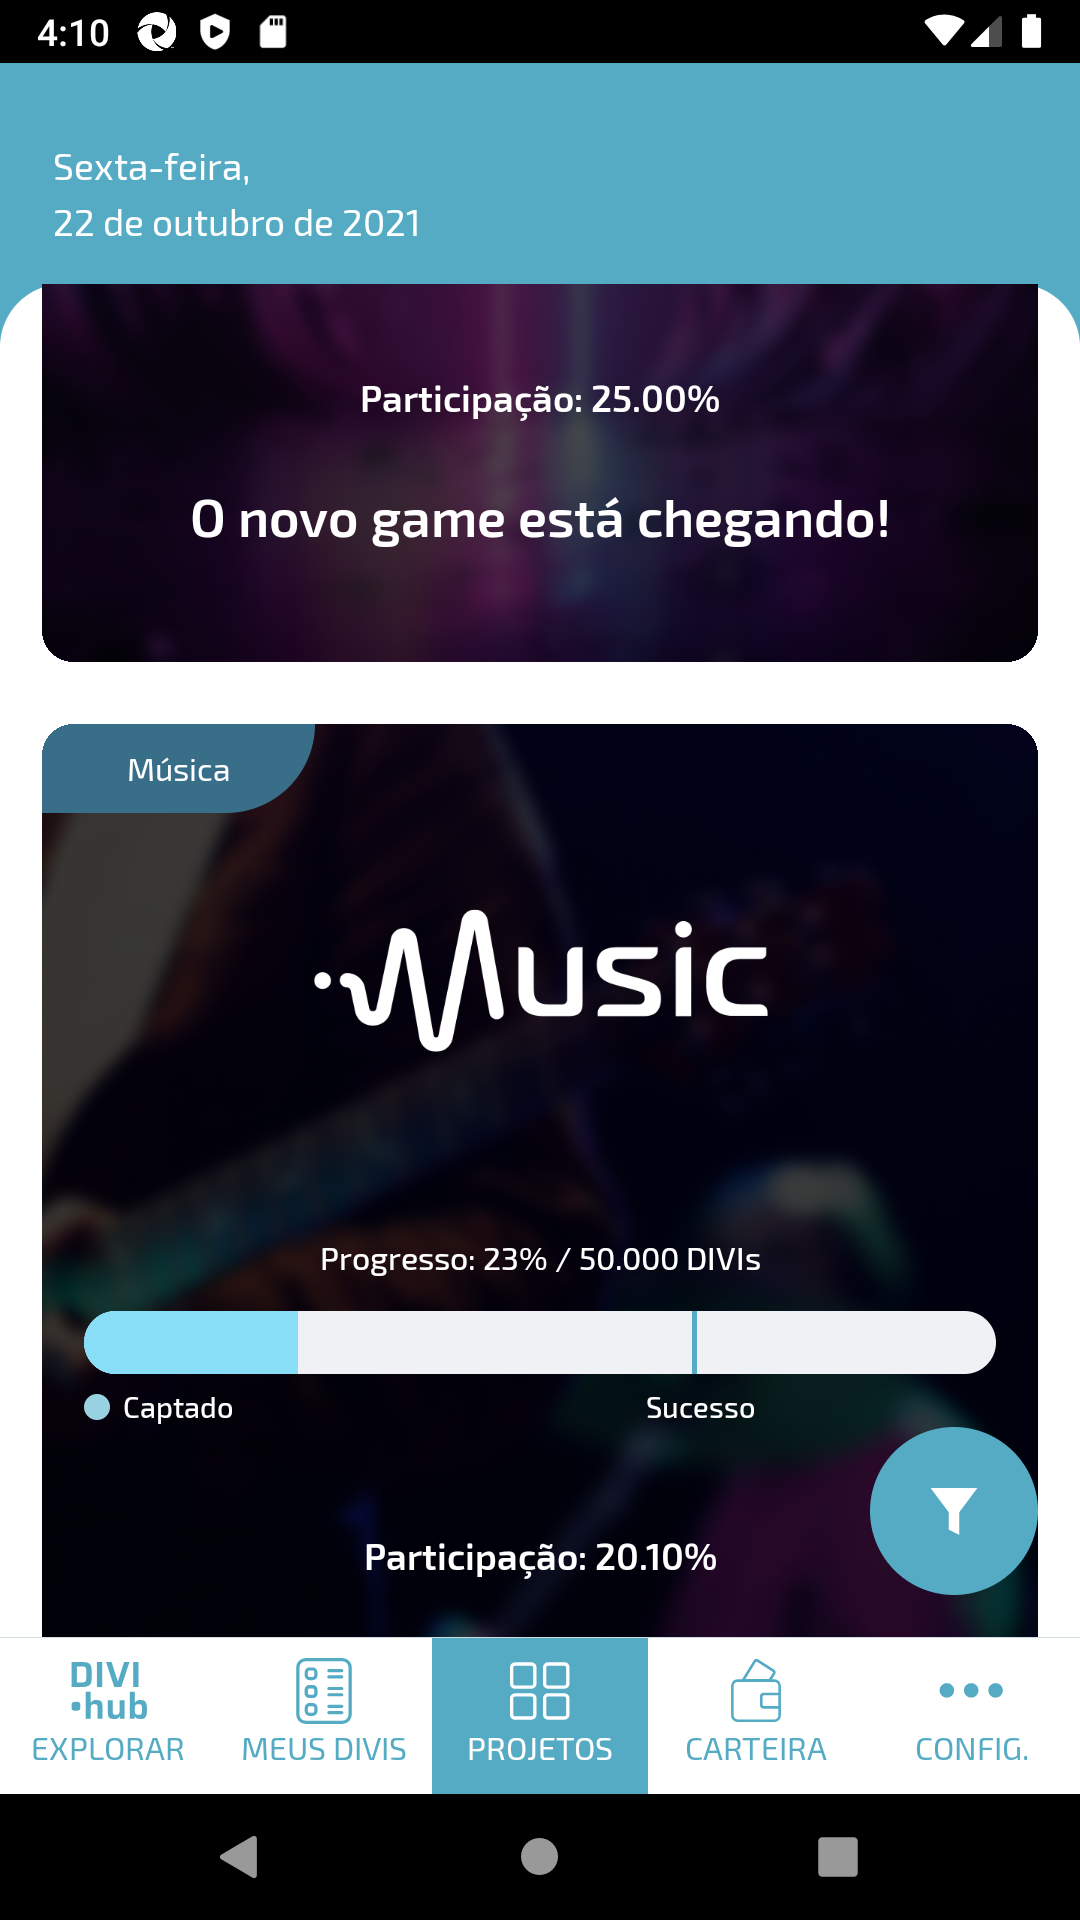 4:10
Sexta-feira,
22 de outubro de 2021
Participação: 25.00%
O novo game está chegando!
Música
Music
Progresso: 23% / 50.000 DIVIs
Captado
Sucesso
Participação: 20.10%
DIVI
hub
EXPLORAR
MEUS DIVIS
PROJETOS
CARTEIRA
CONFIG.